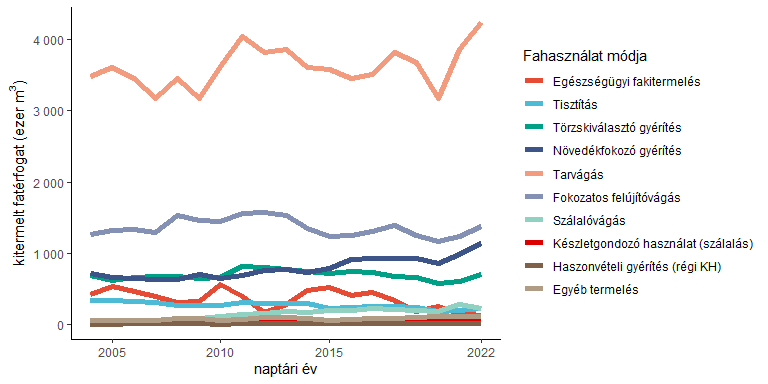 kitermelt fatérfogat (ezer m³)
4 000
3 000
2 000
1 000
0
2005
2010
2015
2022
naptári év
Fahasználat módja
Egészségügyi fakitermelés
Tisztítás
Törzskiválasztó gyérítés
Növedékfokozó gyérítés
Tarvágás
Fokozatos felújítóvágás
Szálalóvágás
Készletgondozó használat (szálalás)
Haszonvételi gyérítés (régi KH)
Egyéb termelés